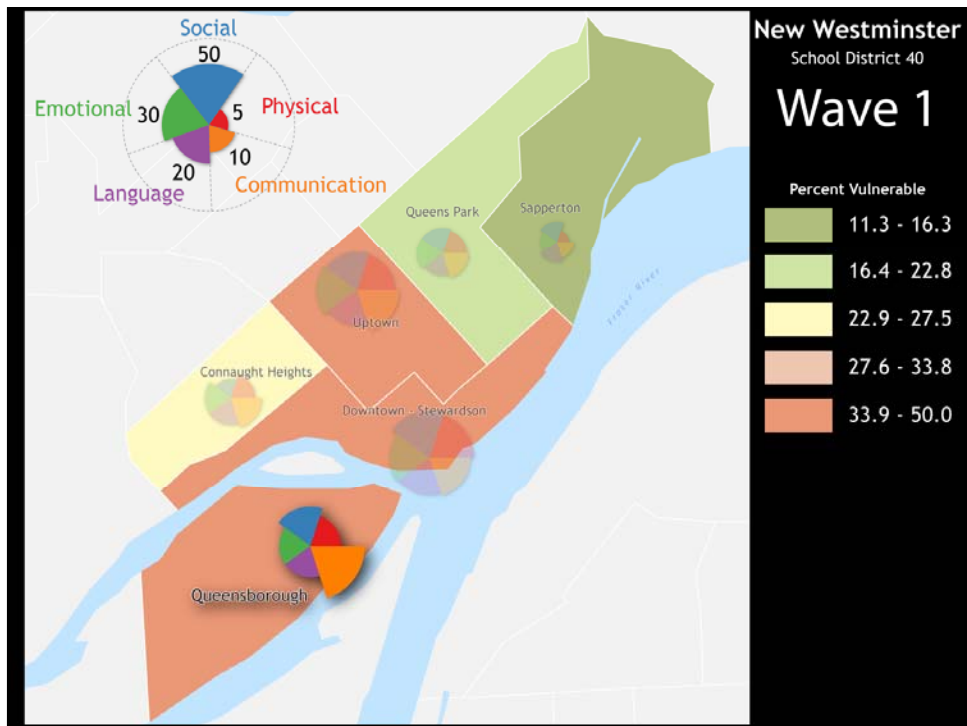 Social
50
Emotional
30
5
Physical
20
10
Language
Communication
New Westminster
School District 40
Wave 1
Percent Vulnerable
11.3 - 16.3
16.4 - 22.8
22.9 - 27.5
27.6 - 33.8
33.9 - 50.0
Queens Park
Sapperton
Fraser River
Uptown
Connaught Heights
Downtown - Stewardson
Queensborough